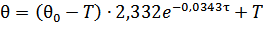 θ = (θ₀ − T) · 2,332e^{−0,0343τ} + T